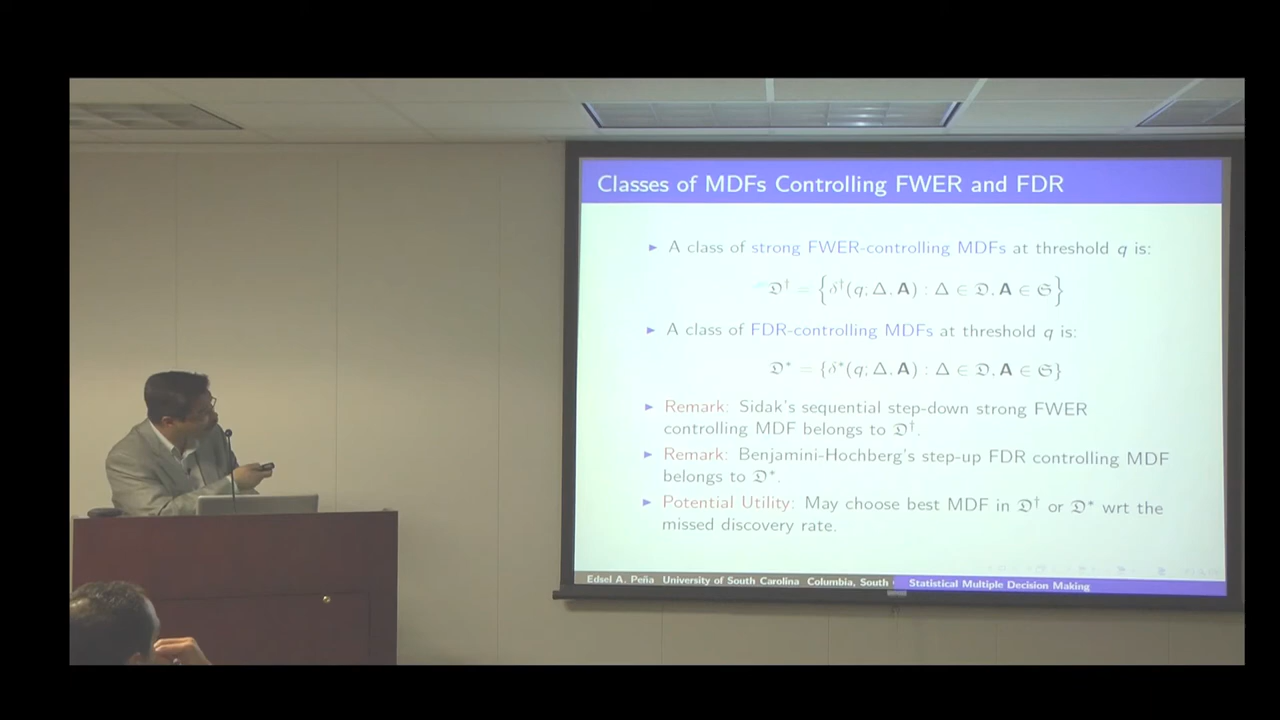 Classes of MDFs Controlling FWER and FDR
► A class of strong FWER-controlling MDFs at threshold q is:
𝔇† = {δ†(q; Δ, A) : Δ ∈ 𝔇, A ∈ 𝔖}
► A class of FDR-controlling MDFs at threshold q is:
𝔇* = {δ*(q; Δ, A) : Δ ∈ 𝔇, A ∈ 𝔖}
► Remark: Sidak's sequential step-down strong FWER
controlling MDF belongs to 𝔇†.
► Remark: Benjamini-Hochberg's step-up FDR controlling MDF
belongs to 𝔇*.
► Potential Utility: May choose best MDF in 𝔇† or 𝔇* wrt the
missed discovery rate.
Edsel A. Peña University of South Carolina Columbia, South
Statistical Multiple Decision Making